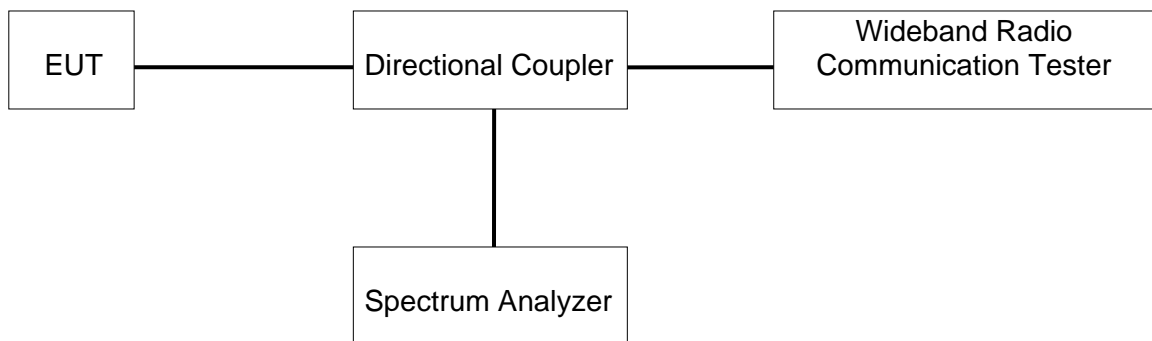 EUT
Directional Coupler
Wideband Radio
Communication Tester
Spectrum Analyzer